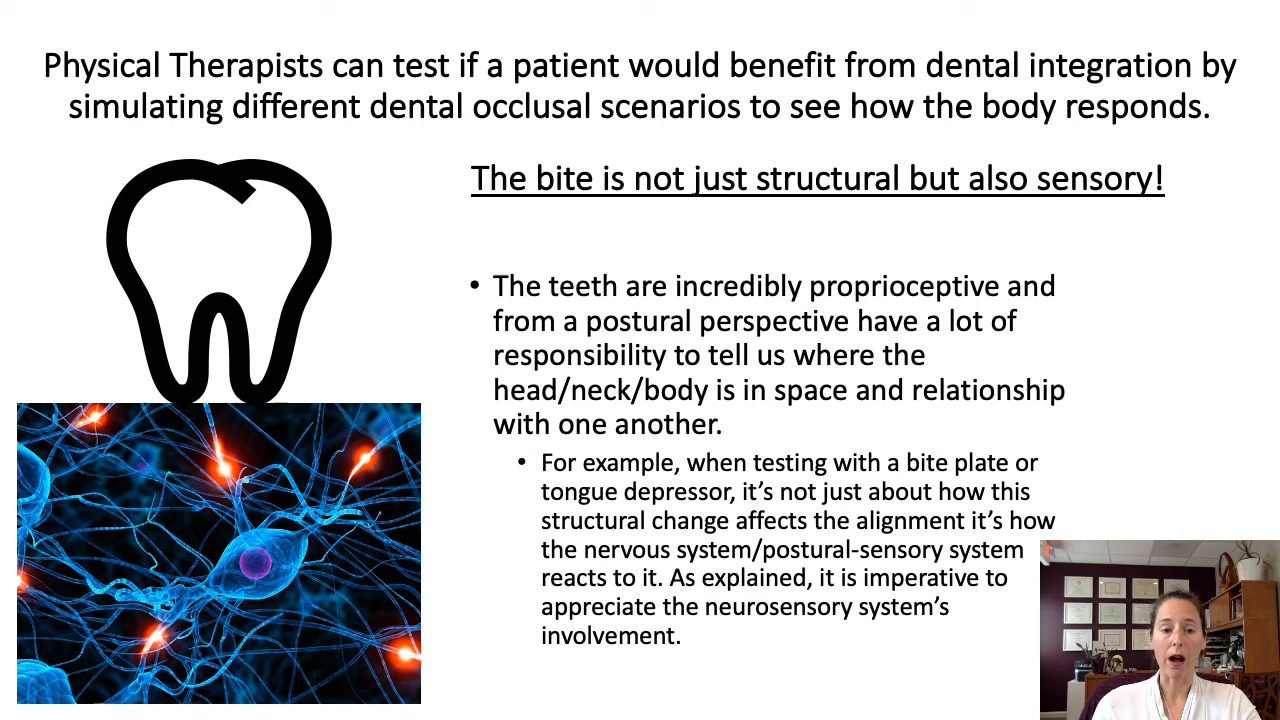 Physical Therapists can test if a patient would benefit from dental integration by
simulating different dental occlusal scenarios to see how the body responds.
The bite is not just structural but also sensory!
• The teeth are incredibly proprioceptive and
from a postural perspective have a lot of
responsibility to tell us where the
head/neck/body is in space and relationship
with one another.
• For example, when testing with a bite plate or
tongue depressor, it’s not just about how this
structural change affects the alignment it’s how
the nervous system/postural-sensory system
reacts to it. As explained, it is imperative to
appreciate the neurosensory system’s
involvement.